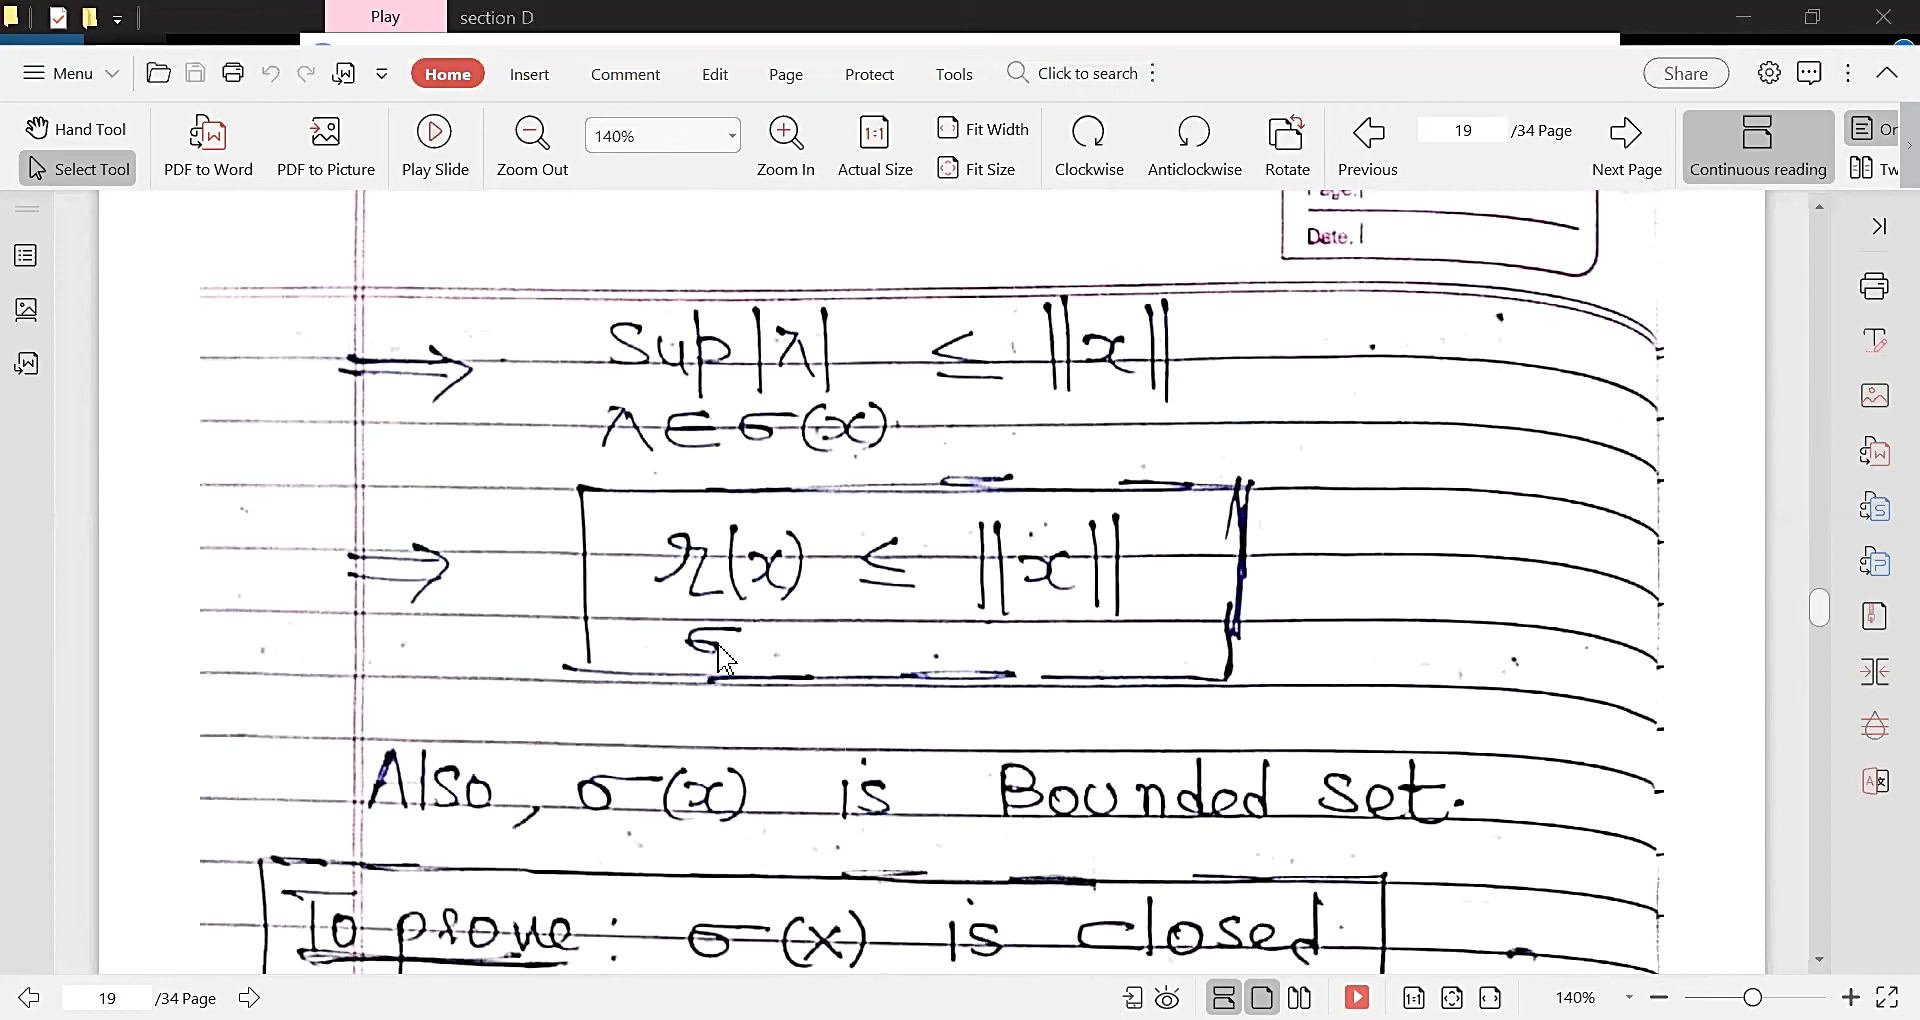 Play section D
Menu Home Insert Comment Edit Page Protect Tools Click to search Share
Hand Tool
Select Tool
PDF to Word PDF to Picture Play Slide Zoom Out 140% Zoom In Actual Size
Fit Width
Fit Size
Clockwise Anticlockwise Rotate Previous 19 /34 Page Next Page Continuous reading
Date.
⟹ Sup |λ| ≤ ||x||
λ∈σ(x)
⟹ r(x) ≤ ||x||
σ
Also, σ(x) is Bounded set.
To prove: σ(x) is closed
19 /34 Page 140%